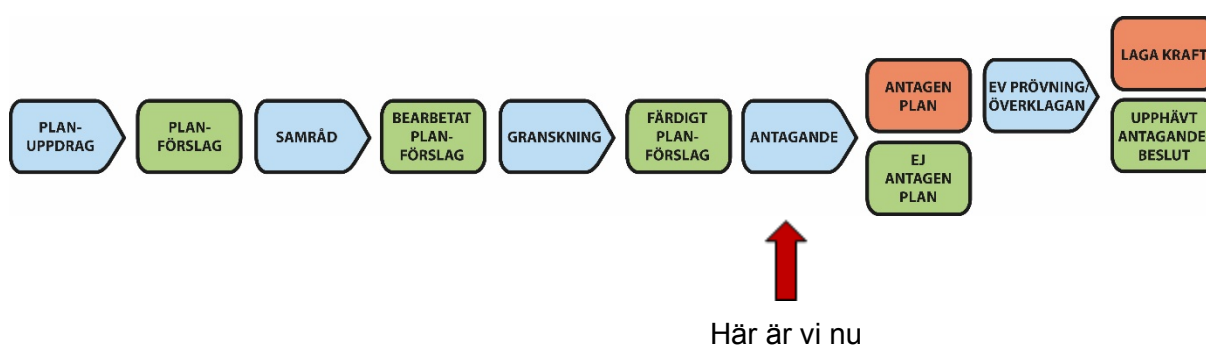 PLAN-
UPPDRAG
PLAN-
FÖRSLAG
SAMRÅD
BEARBETAT
PLAN-
FÖRSLAG
GRANSKNING
FÄRDIGT
PLAN-
FÖRSLAG
ANTAGANDE
ANTAGEN
PLAN
EJ
ANTAGEN
PLAN
EV PRÖVNING/
ÖVERKLAGAN
LAGA KRAFT
UPPHÄVT
ANTAGANDE
BESLUT
Här är vi nu